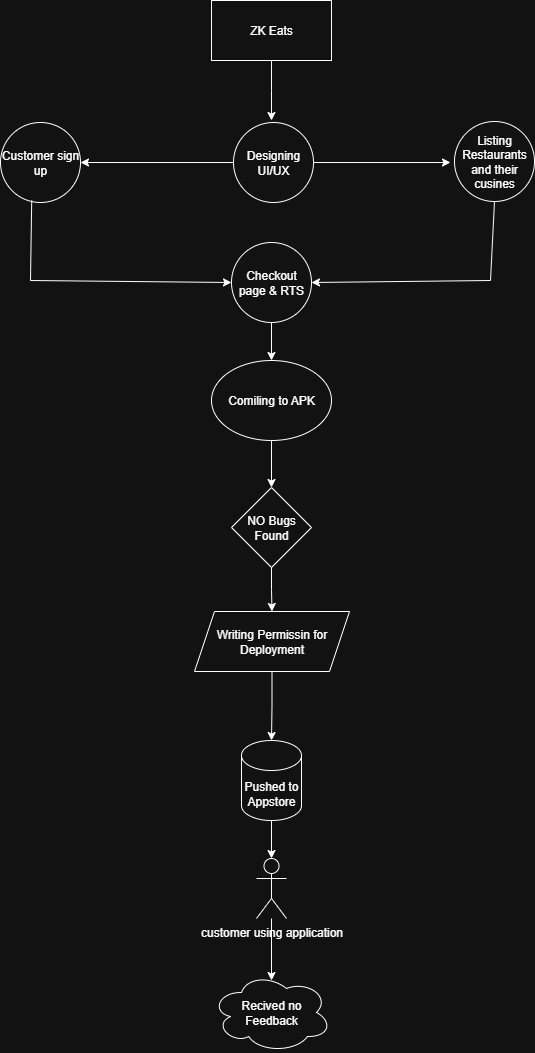 ZK Eats
Customer sign
up
Designing
UI/UX
Listing
Restaurants
and their
cusines
Checkout
page & RTS
Comiling to APK
NO Bugs
Found
Writing Permissin for
Deployment
Pushed to
Appstore
customer using application
Recived no
Feedback